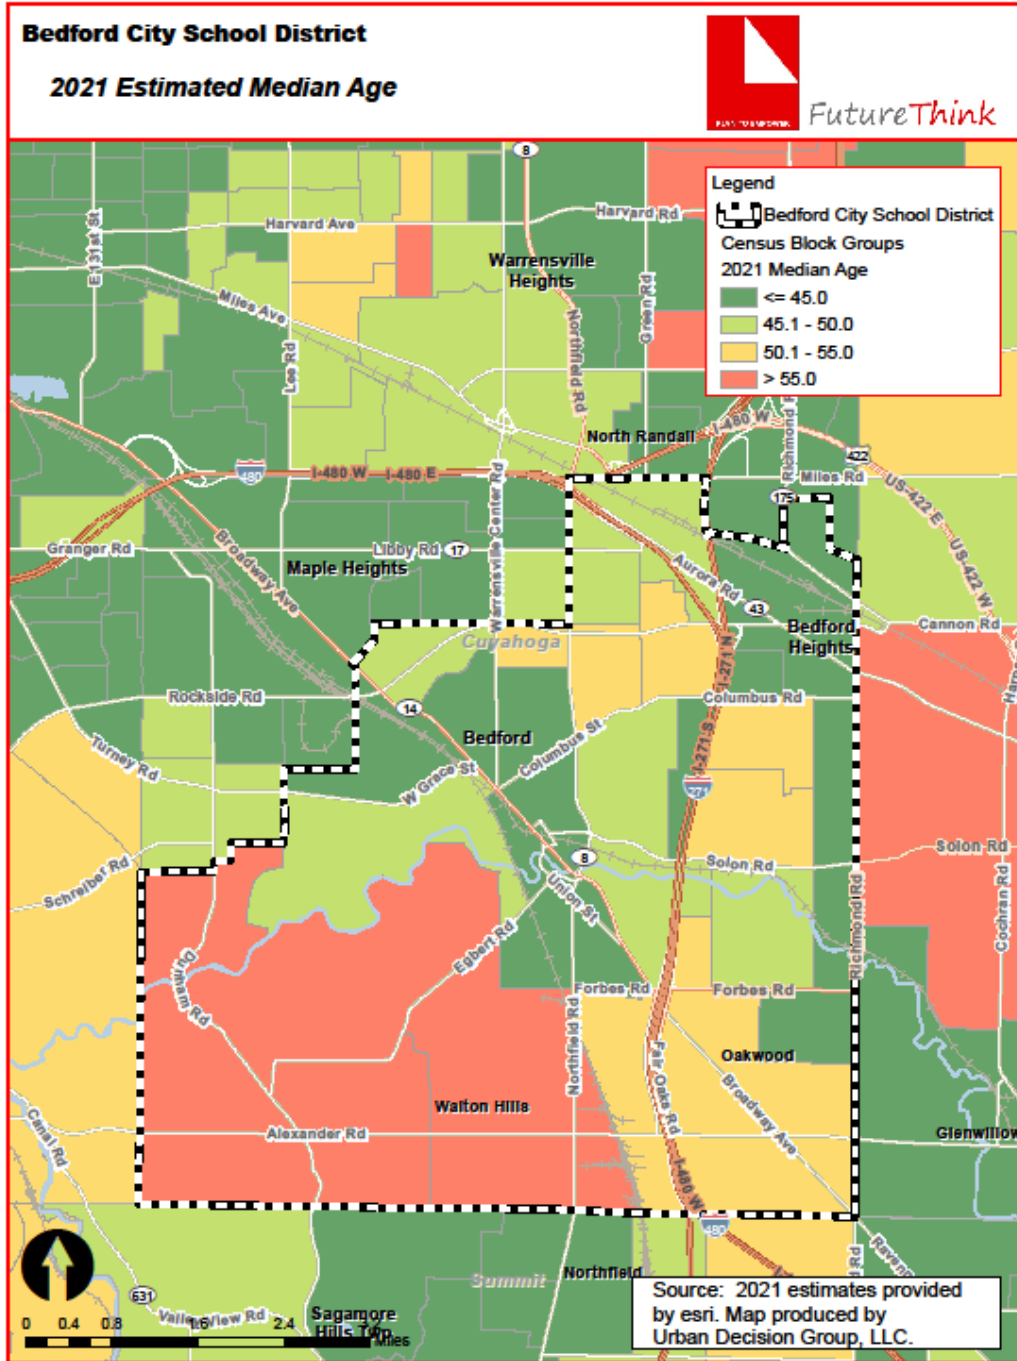 Bedford City School District
2021 Estimated Median Age
PLAN TO EMPOWER
FutureThink
Legend
Bedford City School District
Census Block Groups
2021 Median Age
<= 45.0
45.1 - 50.0
50.1 - 55.0
> 55.0
8
Harvard Ave
Harvard Rd
E 131st St
Warrensville
Heights
Green Rd
Miles Ave
Northfield Rd
Lee Rd
North Randall
I-480 W
Richmond
422
480
I-480 W
I-480 E
Miles Rd
175
US-422 E
Warrensville Center Rd
Granger Rd
Broadway Ave
Libby Rd
17
Maple Heights
Aurora Rd
43
US-422 W
Cannon Rd
Bedford
Heights
Cuyahoga
I-271 N
Rockside Rd
Columbus Rd
14
Bedford
Columbus St
I-271 S
Turney Rd
W Grace St
271
8
Solon Rd
Solon Rd
Schreiber Rd
Union St
Egbert Rd
Richmond Rd
Cochran Rd
Dunham Rd
Forbes Rd
Forbes Rd
Northfield Rd
Oakwood
Fair Oaks Rd
Broadway Ave
Walton Hills
Canal Rd
Alexander Rd
Glenwillow
I-480 W
480
Northfield
Summit
631
Valley View Rd
Sagamore
Hills Twp
Rd
0 0.4 0.8 1.6 2.4
Miles
Source: 2021 estimates provided
by esri. Map produced by
Urban Decision Group, LLC.